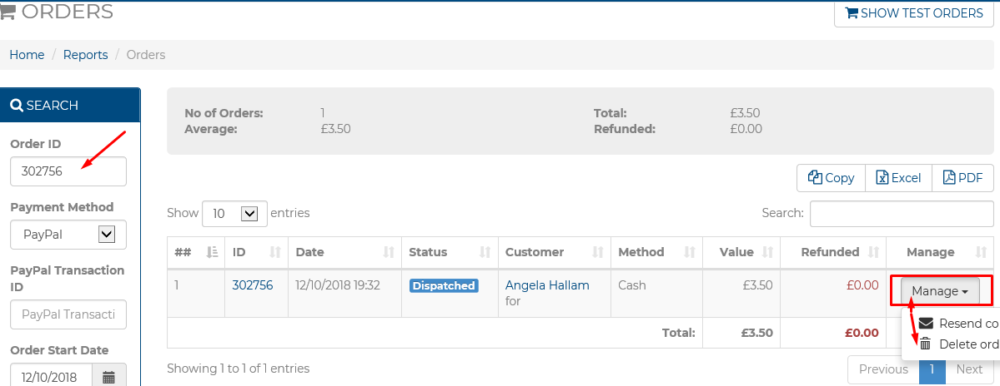 ORDERS
SHOW TEST ORDERS
Home / Reports / Orders
SEARCH
Order ID
302756
Payment Method
PayPal
PayPal Transaction
ID
PayPal Transacti
Order Start Date
12/10/2018
No of Orders: 1 Total: £3.50
Average: £3.50 Refunded: £0.00
Copy Excel PDF
Show 10 entries Search:
## ID Date Status Customer Method Value Refunded Manage
1 302756 12/10/2018 19:32 Dispatched Angela Hallam Cash £3.50 £0.00 Manage
for
Resend co
Total: £3.50 £0.00
Delete ord
Showing 1 to 1 of 1 entries Previous 1 Next